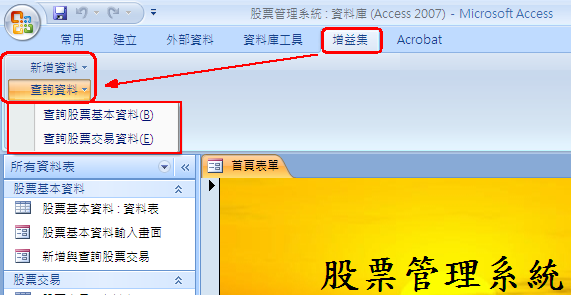 股票管理系統 : 資料庫 (Access 2007) - Microsoft Access
常用 建立 外部資料 資料庫工具 增益集 Acrobat
新增資料
查詢資料
查詢股票基本資料(B)
查詢股票交易資料(E)
所有資料表
首頁表單
股票基本資料
股票基本資料 : 資料表
股票基本資料輸入畫面
新增與查詢股票交易
股票交易
股票管理系統